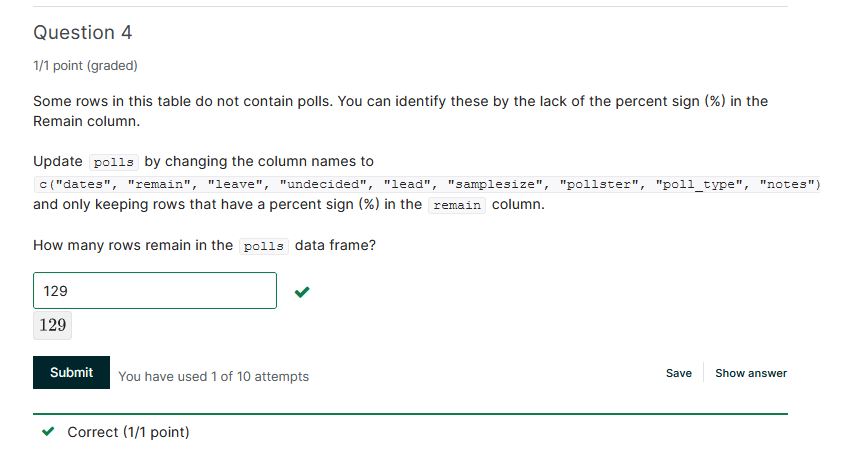 Question 4
1/1 point (graded)
Some rows in this table do not contain polls. You can identify these by the lack of the percent sign (%) in the
Remain column.
Update polls by changing the column names to
c("dates", "remain", "leave", "undecided", "lead", "samplesize", "pollster", "poll_type", "notes")
and only keeping rows that have a percent sign (%) in the remain column.
How many rows remain in the polls data frame?
129
129
Submit You have used 1 of 10 attempts Save Show answer
Correct (1/1 point)